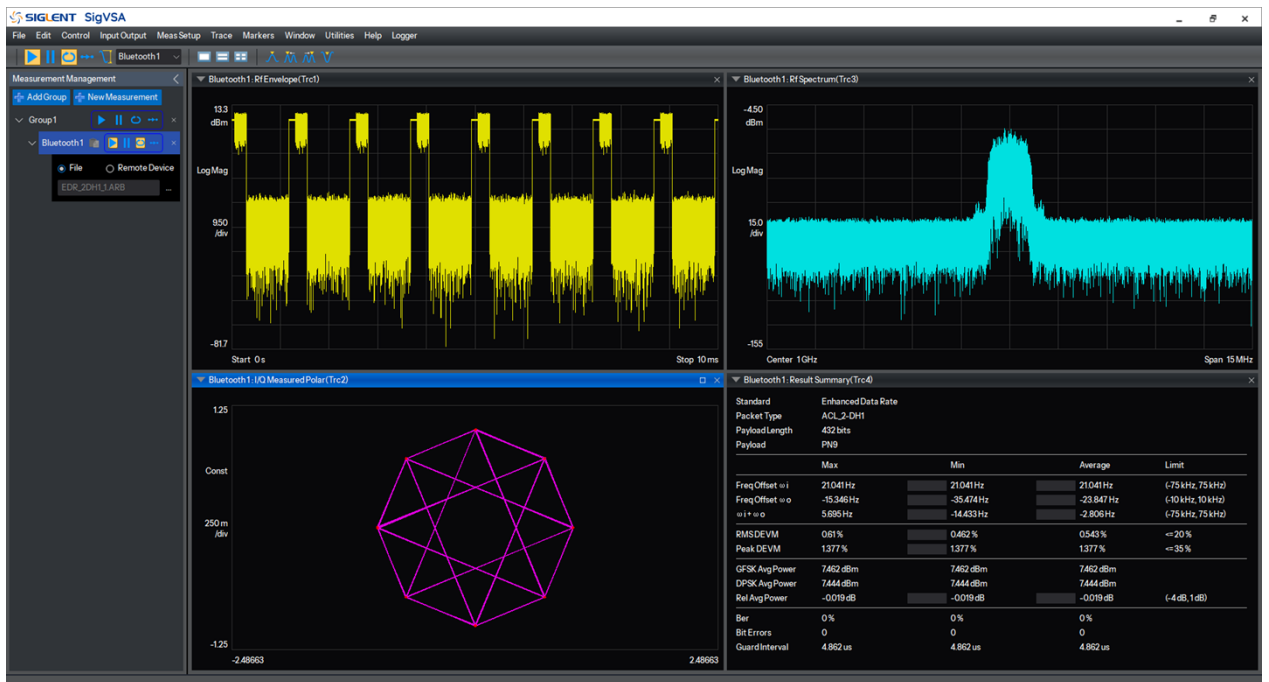 SIGLENT SigVSA
File Edit Control Input Output Meas Setup Trace Markers Window Utilities Help Logger
Bluetooth1
Measurement Management
Add Group New Measurement
Group1
Bluetooth1
File Remote Device
EDR_2DH1_1.ARB ...
Bluetooth1: Rf Envelope(Trc1)
13.3
dBm
Log Mag
9.50
/div
-81.7
Start 0 s Stop 10 ms
Bluetooth1: Rf Spectrum(Trc3)
-4.50
dBm
Log Mag
15.0
/div
-155
Center 1 GHz Span 15 MHz
Bluetooth1: I/Q Measured Polar(Trc2)
1.25
Const
250 m
/div
-1.25
-2.48663 2.48663
Bluetooth1: Result Summary(Trc4)
Standard Enhanced Data Rate
Packet Type ACL_2-DH1
Payload Length 432 bits
Payload PN9
Max Min Average Limit
Freq Offset ω i 21.041 Hz 21.041 Hz 21.041 Hz (-75 kHz, 75 kHz)
Freq Offset ω o -15.346 Hz -35.474 Hz -23.847 Hz (-10 kHz, 10 kHz)
ω i + ω o 5.695 Hz -14.433 Hz -2.806 Hz (-75 kHz, 75 kHz)
RMS DEVM 0.61 % 0.462 % 0.543 % <= 20 %
Peak DEVM 1.377 % 1.377 % 1.377 % <= 35 %
GFSK Avg Power 7.462 dBm 7.462 dBm 7.462 dBm
DPSK Avg Power 7.444 dBm 7.444 dBm 7.444 dBm
Rel Avg Power -0.019 dB -0.019 dB -0.019 dB (-4 dB, 1 dB)
Ber 0 % 0 % 0 %
Bit Errors 0 0 0
Guard Interval 4.862 us 4.862 us 4.862 us